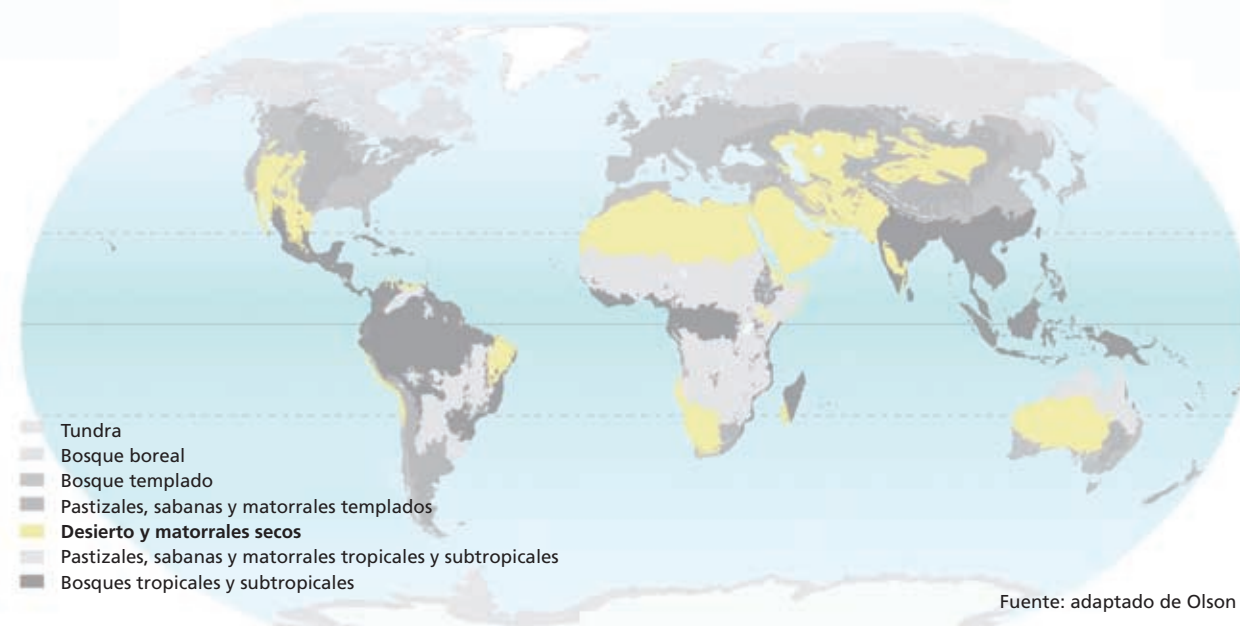 Tundra
Bosque boreal
Bosque templado
Pastizales, sabanas y matorrales templados
Desierto y matorrales secos
Pastizales, sabanas y matorrales tropicales y subtropicales
Bosques tropicales y subtropicales
Fuente: adaptado de Olson